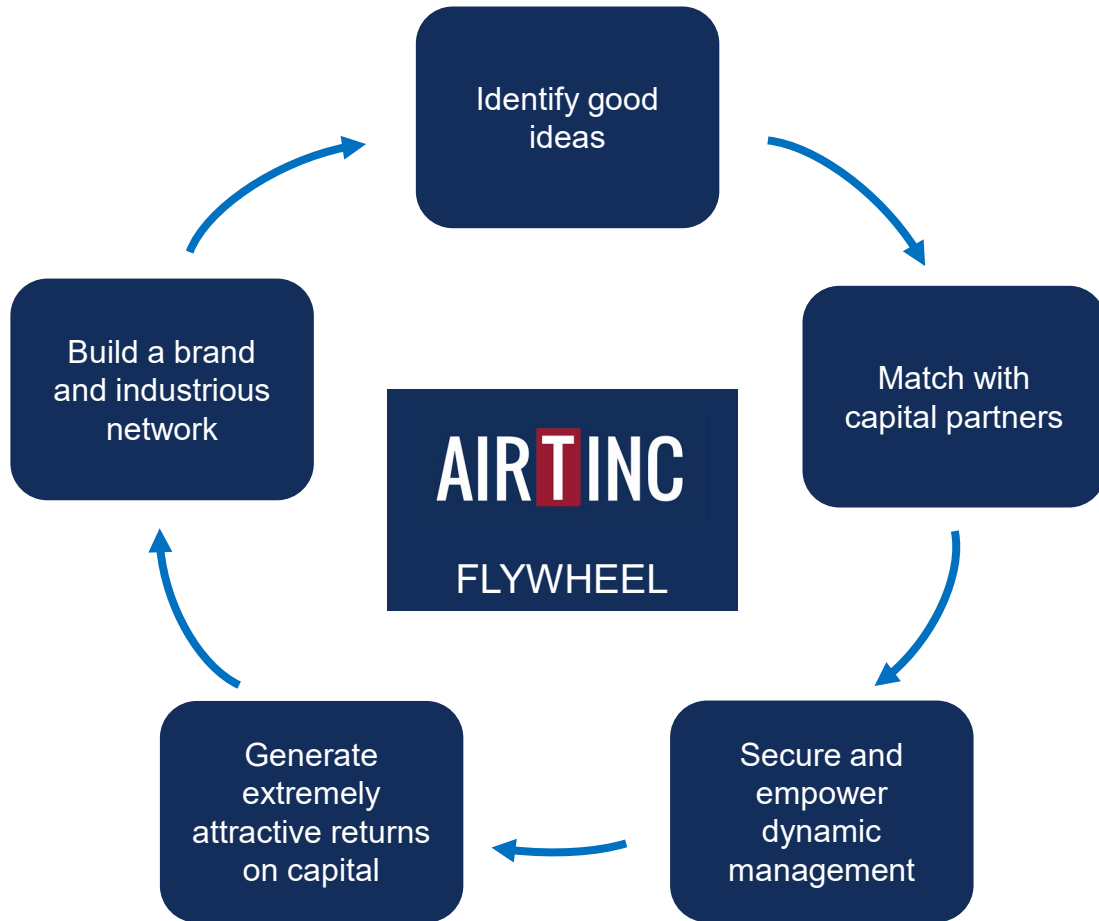 Identify good
ideas
Build a brand
and industrious
network
Match with
capital partners
AIRTINC
FLYWHEEL
Generate
extremely
attractive returns
on capital
Secure and
empower
dynamic
management